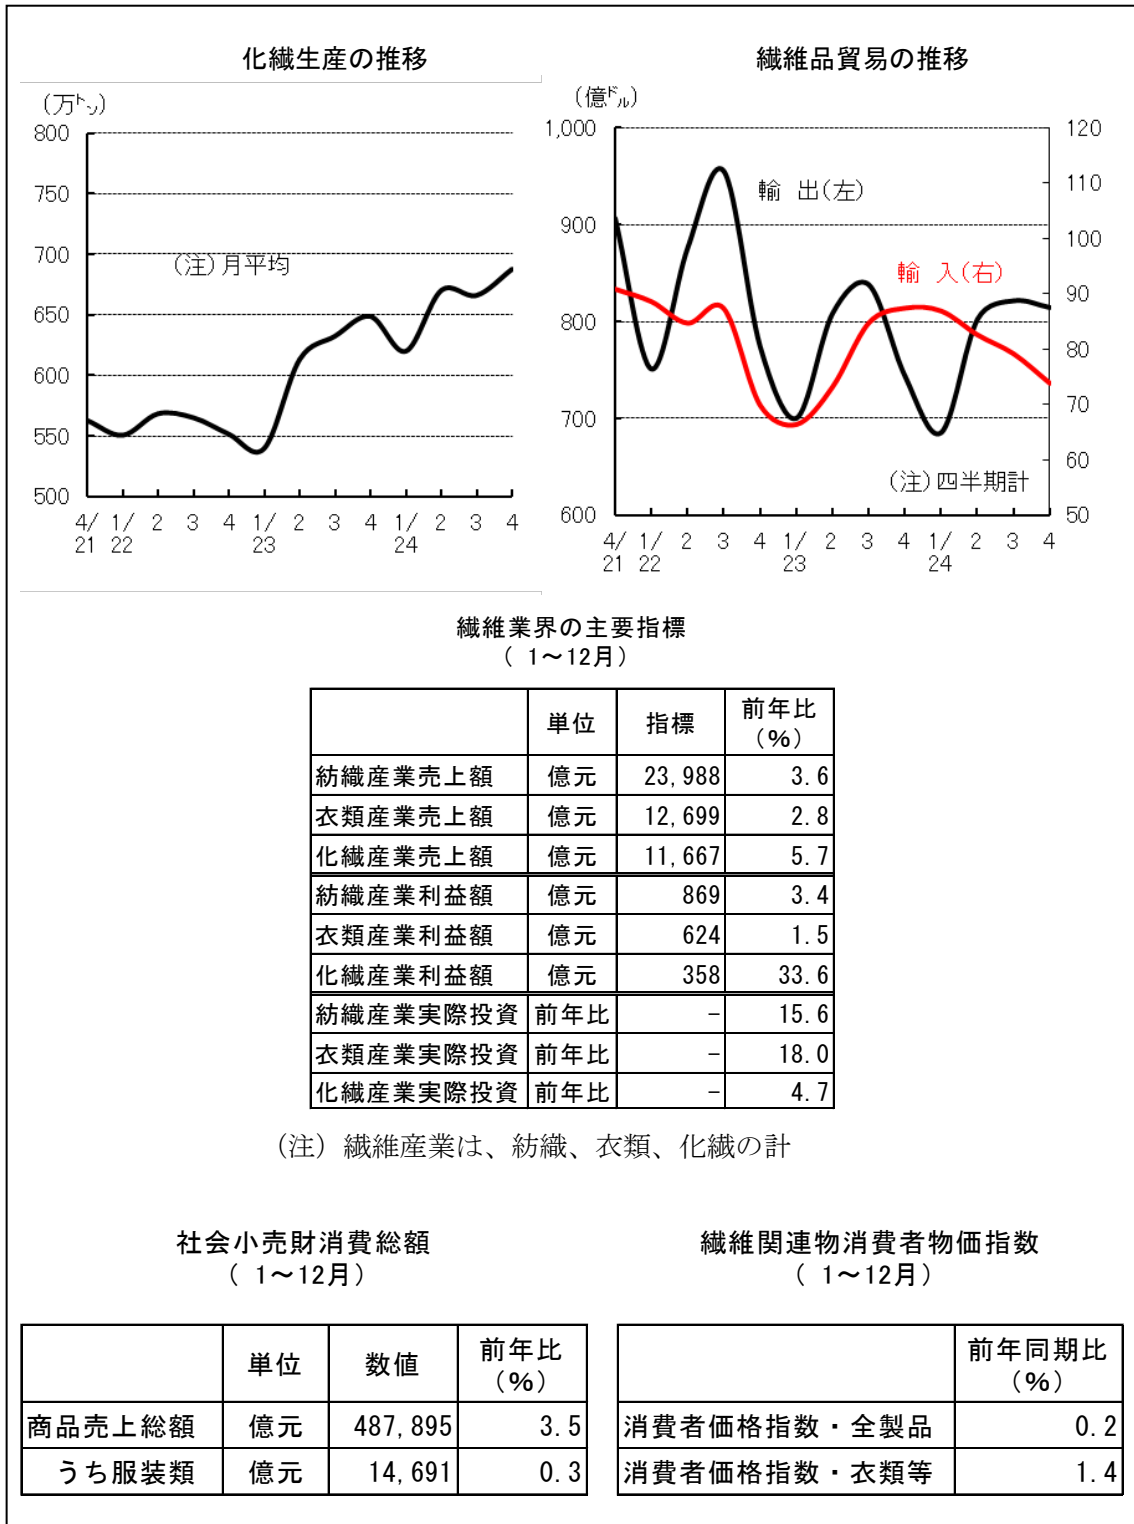 化繊生産の推移
(万㌧)
800
750
700
650
600
550
500
(注)月平均
4/ 1/ 2 3 4 1/ 2 3 4 1/ 2 3 4
21 22 23 24
繊維品貿易の推移
(億㌦)
1,000
900
800
700
600
120
110
100
90
80
70
60
50
輸 出(左)
輸 入(右)
(注)四半期計
4/ 1/ 2 3 4 1/ 2 3 4 1/ 2 3 4
21 22 23 24
繊維業界の主要指標
( 1～12月)
単位 指標 前年比
(%)
紡織産業売上額 億元 23,988 3.6
衣類産業売上額 億元 12,699 2.8
化繊産業売上額 億元 11,667 5.7
紡織産業利益額 億元 869 3.4
衣類産業利益額 億元 624 1.5
化繊産業利益額 億元 358 33.6
紡織産業実際投資 前年比 － 15.6
衣類産業実際投資 前年比 － 18.0
化繊産業実際投資 前年比 － 4.7
(注) 繊維産業は、紡織、衣類、化繊の計
社会小売財消費総額
( 1～12月)
単位 数値 前年比
(%)
商品売上総額 億元 487,895 3.5
うち服装類 億元 14,691 0.3
繊維関連物消費者物価指数
( 1～12月)
前年同期比
(%)
消費者価格指数・全製品 0.2
消費者価格指数・衣類等 1.4